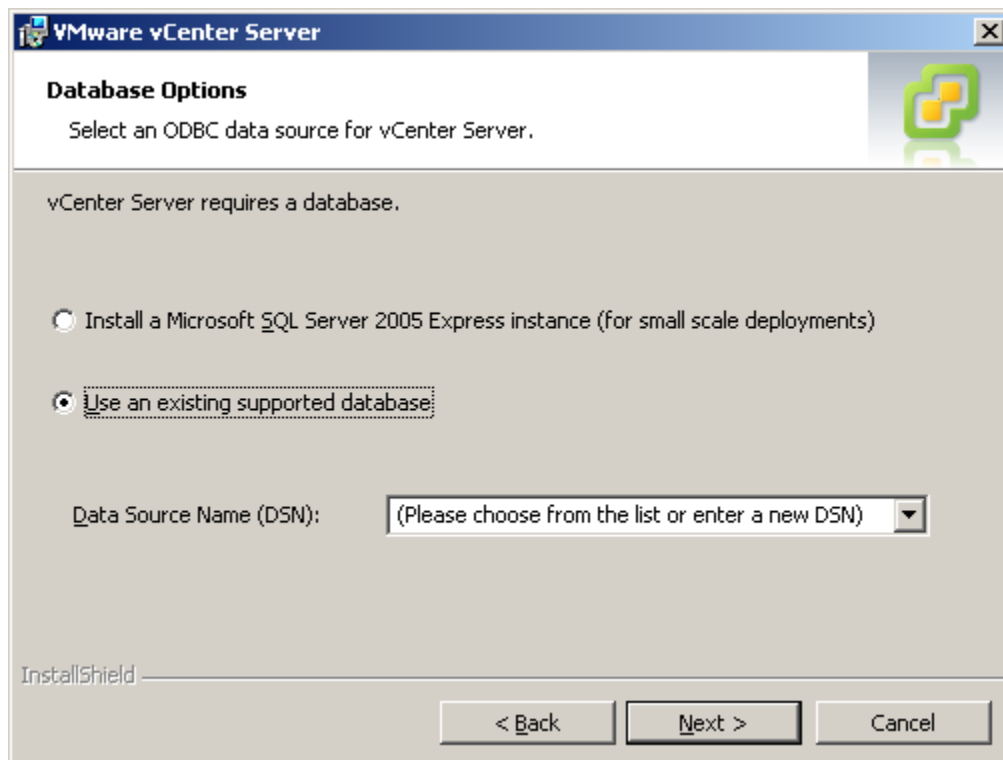 VMware vCenter Server
Database Options
Select an ODBC data source for vCenter Server.
vCenter Server requires a database.
Install a Microsoft SQL Server 2005 Express instance (for small scale deployments)
Use an existing supported database
Data Source Name (DSN): (Please choose from the list or enter a new DSN)
InstallShield
< Back Next > Cancel